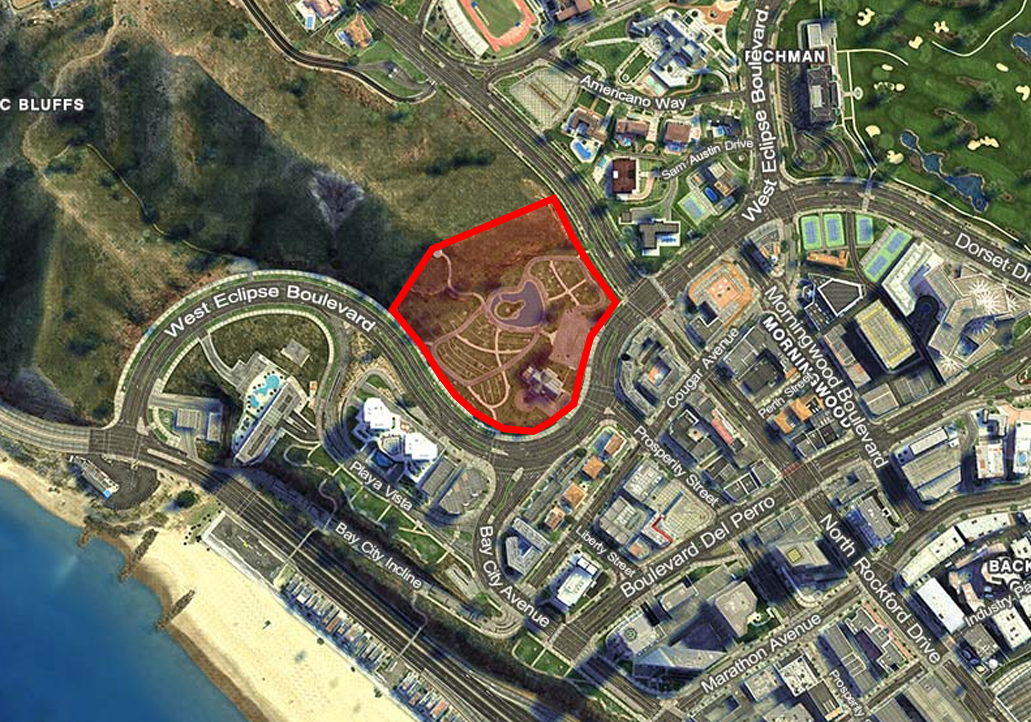 C BLUFFS
Americano Way
RICHMAN
West Eclipse Boulevard
Sam Austin Drive
Dorset D
West Eclipse Boulevard
Morningwood Boulevard
MORNINGWOOD
Cougar Avenue
Perth Street
Prosperity Street
Playa Vista
Bay City Incline
Bay City Avenue
Liberty Street
Boulevard Del Perro
North Rockford Drive
BACK
Industry Pa
Marathon Avenue
Prosperity